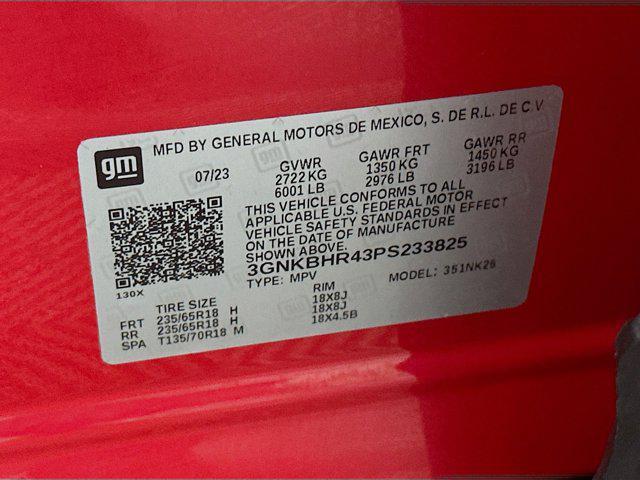 gm
MFD BY GENERAL MOTORS DE MEXICO, S. DE R.L. DE C.V
07/23 GVWR GAWR FRT GAWR RR
2722 KG 1350 KG 1450 KG
6001 LB 2976 LB 3196 LB
THIS VEHICLE CONFORMS TO ALL
APPLICABLE U.S. FEDERAL MOTOR
VEHICLE SAFETY STANDARDS IN EFFECT
ON THE DATE OF MANUFACTURE
SHOWN ABOVE.
3GNKBHR43PS233825
TYPE: MPV MODEL: 351NK26
130X
TIRE SIZE RIM
FRT 235/65R18 H 18X8J
RR 235/65R18 H 18X8J
SPA T135/70R18 M 18X4.5B